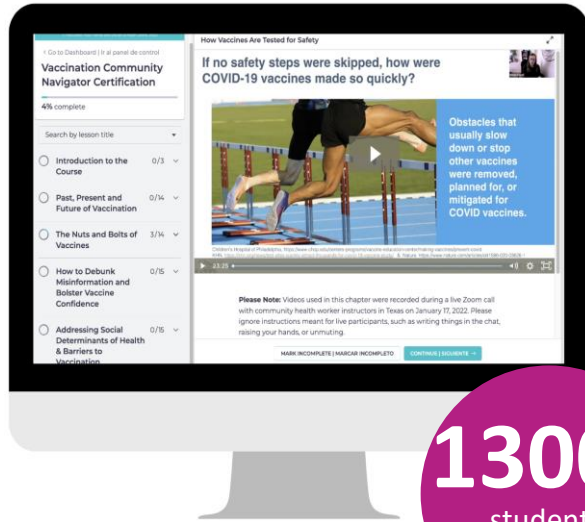 < Go to Dashboard | Ir al panel de control
Vaccination Community
Navigator Certification
4% complete
Search by lesson title
Introduction to the
Course
0/3
Past, Present and
Future of Vaccination
0/14
The Nuts and Bolts of
Vaccines
3/14
How to Debunk
Misinformation and
Bolster Vaccine
Confidence
0/15
Addressing Social
Determinants of Health
& Barriers to
Vaccination
0/15
How Vaccines Are Tested for Safety
If no safety steps were skipped, how were
COVID-19 vaccines made so quickly?
Obstacles that
usually slow
down or stop
other vaccines
were removed,
planned for, or
mitigated for
COVID vaccines.
23:25
Please Note: Videos used in this chapter were recorded during a live Zoom call
with community health worker instructors in Texas on January 17, 2022. Please
ignore instructions meant for live participants, such as writing things in the chat,
raising your hands, or unmuting.
MARK INCOMPLETE | MARCAR INCOMPLETO
CONTINUE | SIGUIENTE →
1300
student